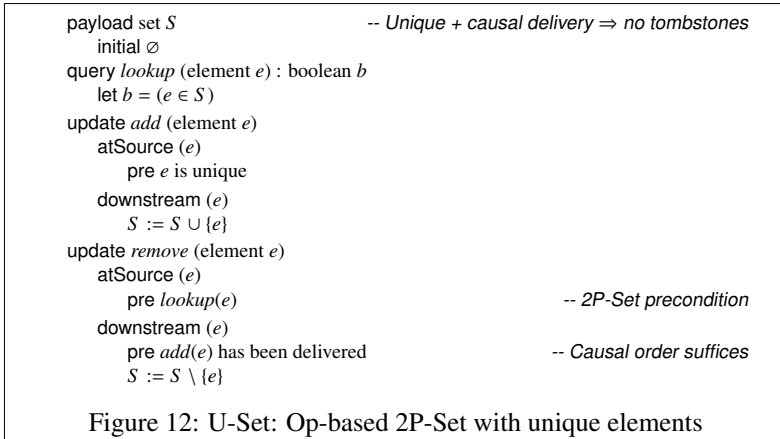 payload set S -- Unique + causal delivery ⇒ no tombstones
initial ∅
query lookup (element e) : boolean b
let b = (e ∈ S)
update add (element e)
atSource (e)
pre e is unique
downstream (e)
S := S ∪ {e}
update remove (element e)
atSource (e)
pre lookup(e) -- 2P-Set precondition
downstream (e)
pre add(e) has been delivered -- Causal order suffices
S := S \ {e}
Figure 12: U-Set: Op-based 2P-Set with unique elements